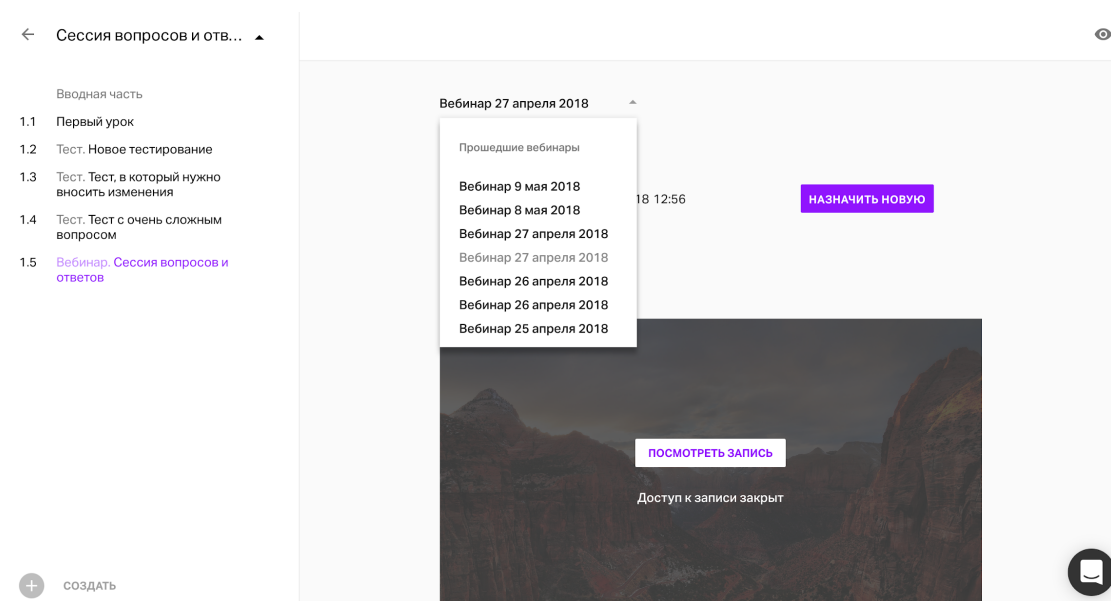 Сессия вопросов и отв...
Вводная часть
1.1 Первый урок
1.2 Тест. Новое тестирование
1.3 Тест. Тест, в который нужно
вносить изменения
1.4 Тест. Тест с очень сложным
вопросом
1.5 Вебинар. Сессия вопросов и
ответов
СОЗДАТЬ
Вебинар 27 апреля 2018
Прошедшие вебинары
Вебинар 9 мая 2018
Вебинар 8 мая 2018
Вебинар 27 апреля 2018
Вебинар 27 апреля 2018
Вебинар 26 апреля 2018
Вебинар 26 апреля 2018
Вебинар 25 апреля 2018
18 12:56
НАЗНАЧИТЬ НОВУЮ
ПОСМОТРЕТЬ ЗАПИСЬ
Доступ к записи закрыт